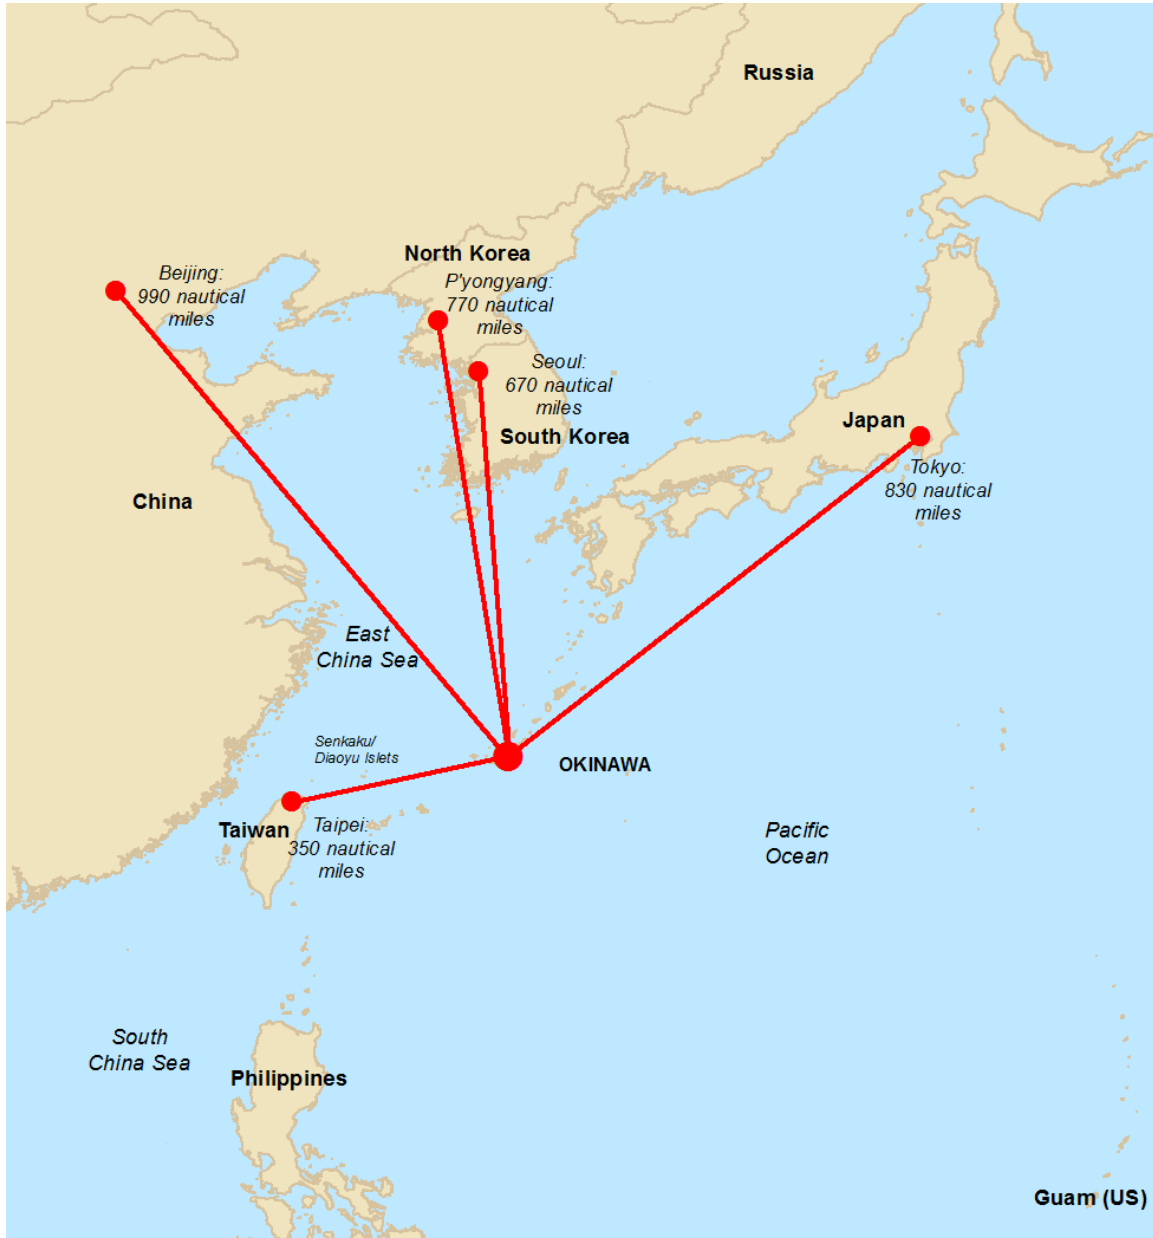 Russia
North Korea
P'yongyang:
770 nautical
miles
Beijing:
990 nautical
miles
Seoul:
670 nautical
miles
South Korea
Japan
Tokyo:
830 nautical
miles
China
East
China Sea
Senkaku/
Diaoyu Islets
OKINAWA
Taiwan
Taipei:
350 nautical
miles
Pacific
Ocean
South
China Sea
Philippines
Guam (US)